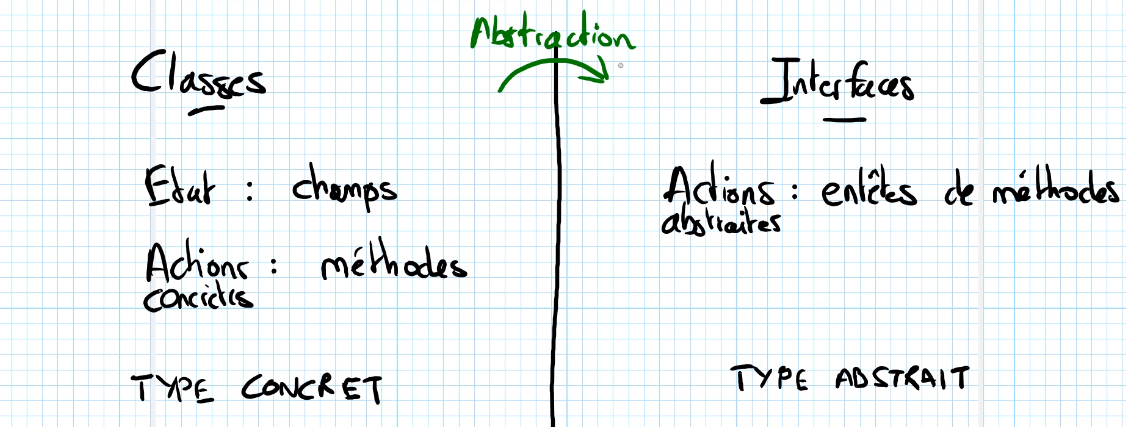 Abstraction
Classes
Interfaces
Etat : champs
Actions : entêtes de méthodes
abstraites
Actions : méthodes
concrètes
TYPE CONCRET
TYPE ABSTRAIT